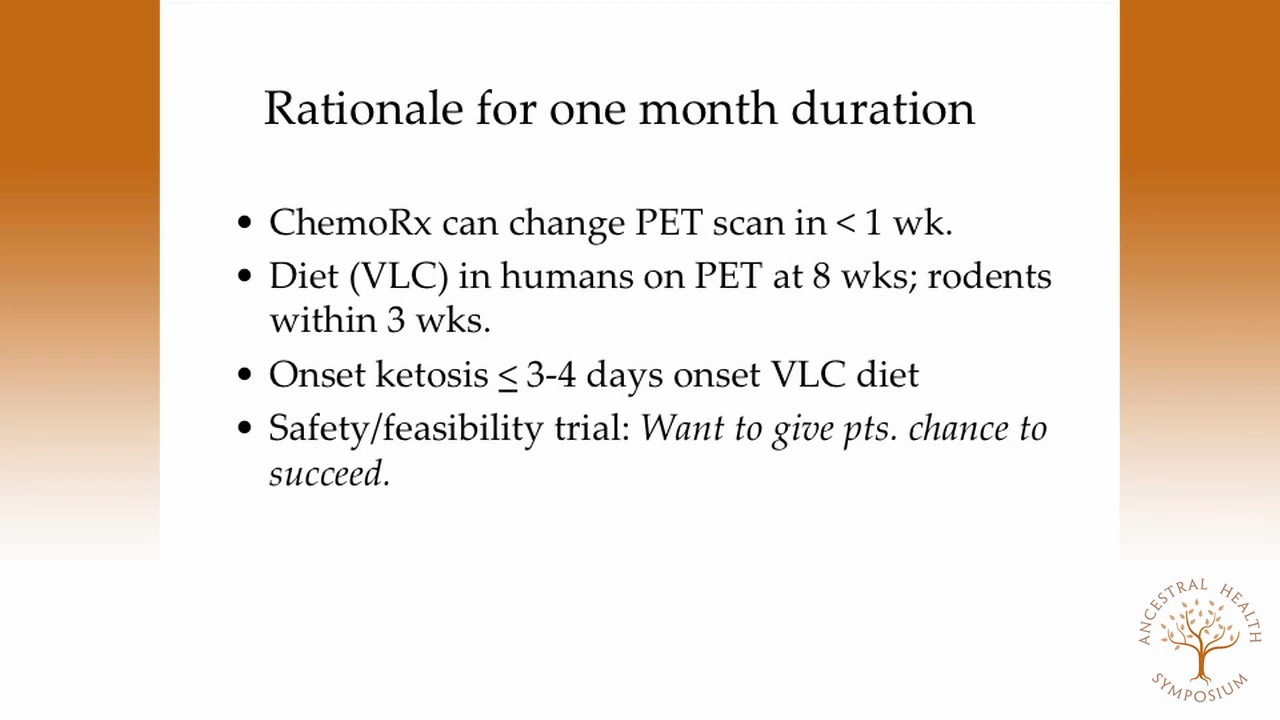 Rationale for one month duration
• ChemoRx can change PET scan in < 1 wk.
• Diet (VLC) in humans on PET at 8 wks; rodents
within 3 wks.
• Onset ketosis ≤ 3-4 days onset VLC diet
• Safety/feasibility trial: Want to give pts. chance to
succeed.
ANCESTRAL HEALTH
SYMPOSIUM